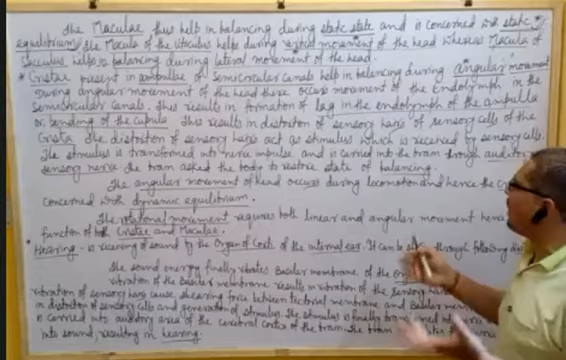 The Maculae thus help in balancing during static state and is concerned with static
equilibrium. The Macula of the Utriculus helps during vertical movement of the head whereas Macula of
Sacculus helps in balancing during lateral movement of the head.
* Cristae present in ampullae of semicircular canals help in balancing during angular movement
During angular movement of the head there occurs movement of the endolymph in the
semicircular canals. This results in formation of lag in the endolymph of the ampulla
or bending of the cupula. This results in distrotion of sensory hairs of sensory cells of the
Crista. The distrotion of sensory hairs act as stimulus which is received by sensory cells.
The stimulus is transformed into nerve impulse and is carried into the brain through auditory
sensory nerve. The brain asked the body to restore state of balancing.
The angular movement of head occurs during locomotion and hence the
concerned with dynamic equilibrium.
The rotational movement requires both linear and angular movement hence
function of both Cristae and Maculae.
* Hearing - is receiving of sound by the Organ of Corti of the internal ear. It can be through following
The sound energy finally vibrates Basilar membrane of the
vibration of the Basilar membrane results in vibration of the sensory
vibration of sensory hairs cause shearing force between tectorial membrane and Basilar
in distrotion of sensory cells and generation of stimulus. The stimulus is finally
is carried into auditory area of the cerebral cortex of the brain. The brain
into sound, resulting in hearing.